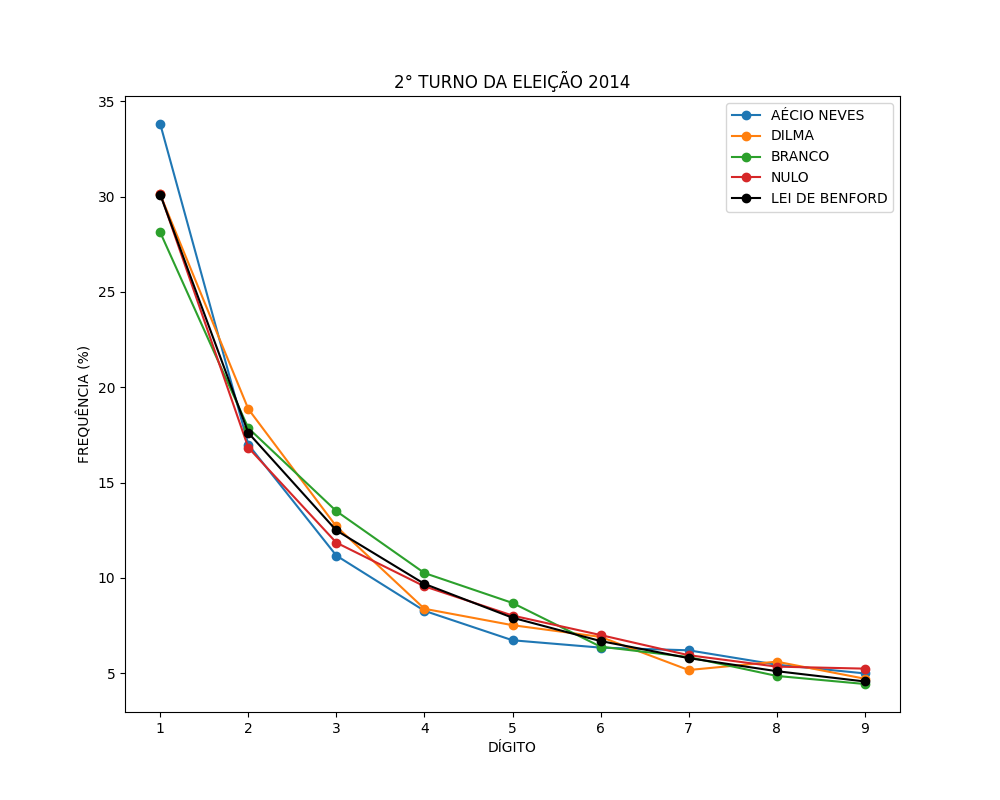 2° TURNO DA ELEIÇÃO 2014
AÉCIO NEVES
DILMA
BRANCO
NULO
LEI DE BENFORD
FREQUÊNCIA (%)
35
30
25
20
15
10
5
1 2 3 4 5 6 7 8 9
DÍGITO